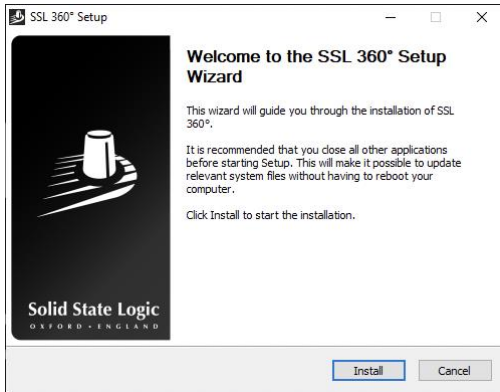 SSL 360° Setup
Welcome to the SSL 360° Setup
Wizard
This wizard will guide you through the installation of SSL
360°.
It is recommended that you close all other applications
before starting Setup. This will make it possible to update
relevant system files without having to reboot your
computer.
Click Install to start the installation.
Solid State Logic
OXFORD • ENGLAND
Install
Cancel